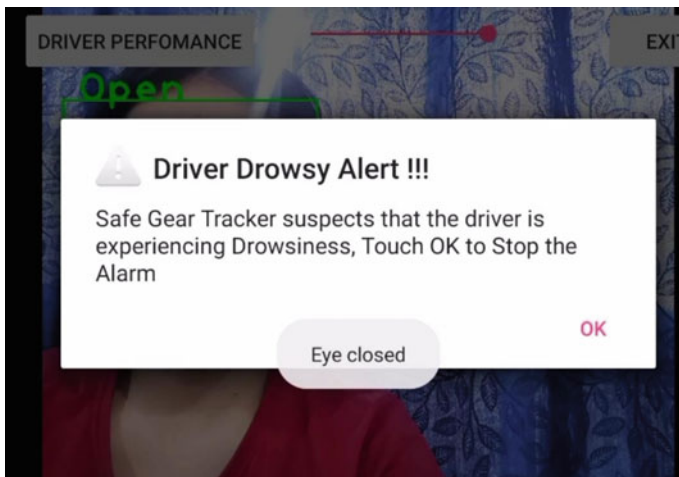 DRIVER PERFOMANCE
EXI
Open
Driver Drowsy Alert !!!
Safe Gear Tracker suspects that the driver is
experiencing Drowsiness, Touch OK to Stop the
Alarm
OK
Eye closed